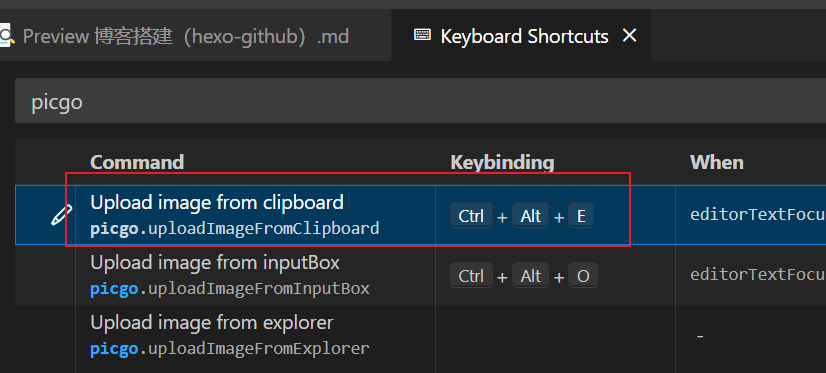 Preview 博客搭建（hexo-github）.md Keyboard Shortcuts
picgo
Command Keybinding When
Upload image from clipboard
picgo.uploadImageFromClipboard Ctrl + Alt + E editorTextFocu
Upload image from inputBox
picgo.uploadImageFromInputBox Ctrl + Alt + O editorTextFocu
Upload image from explorer
picgo.uploadImageFromExplorer -